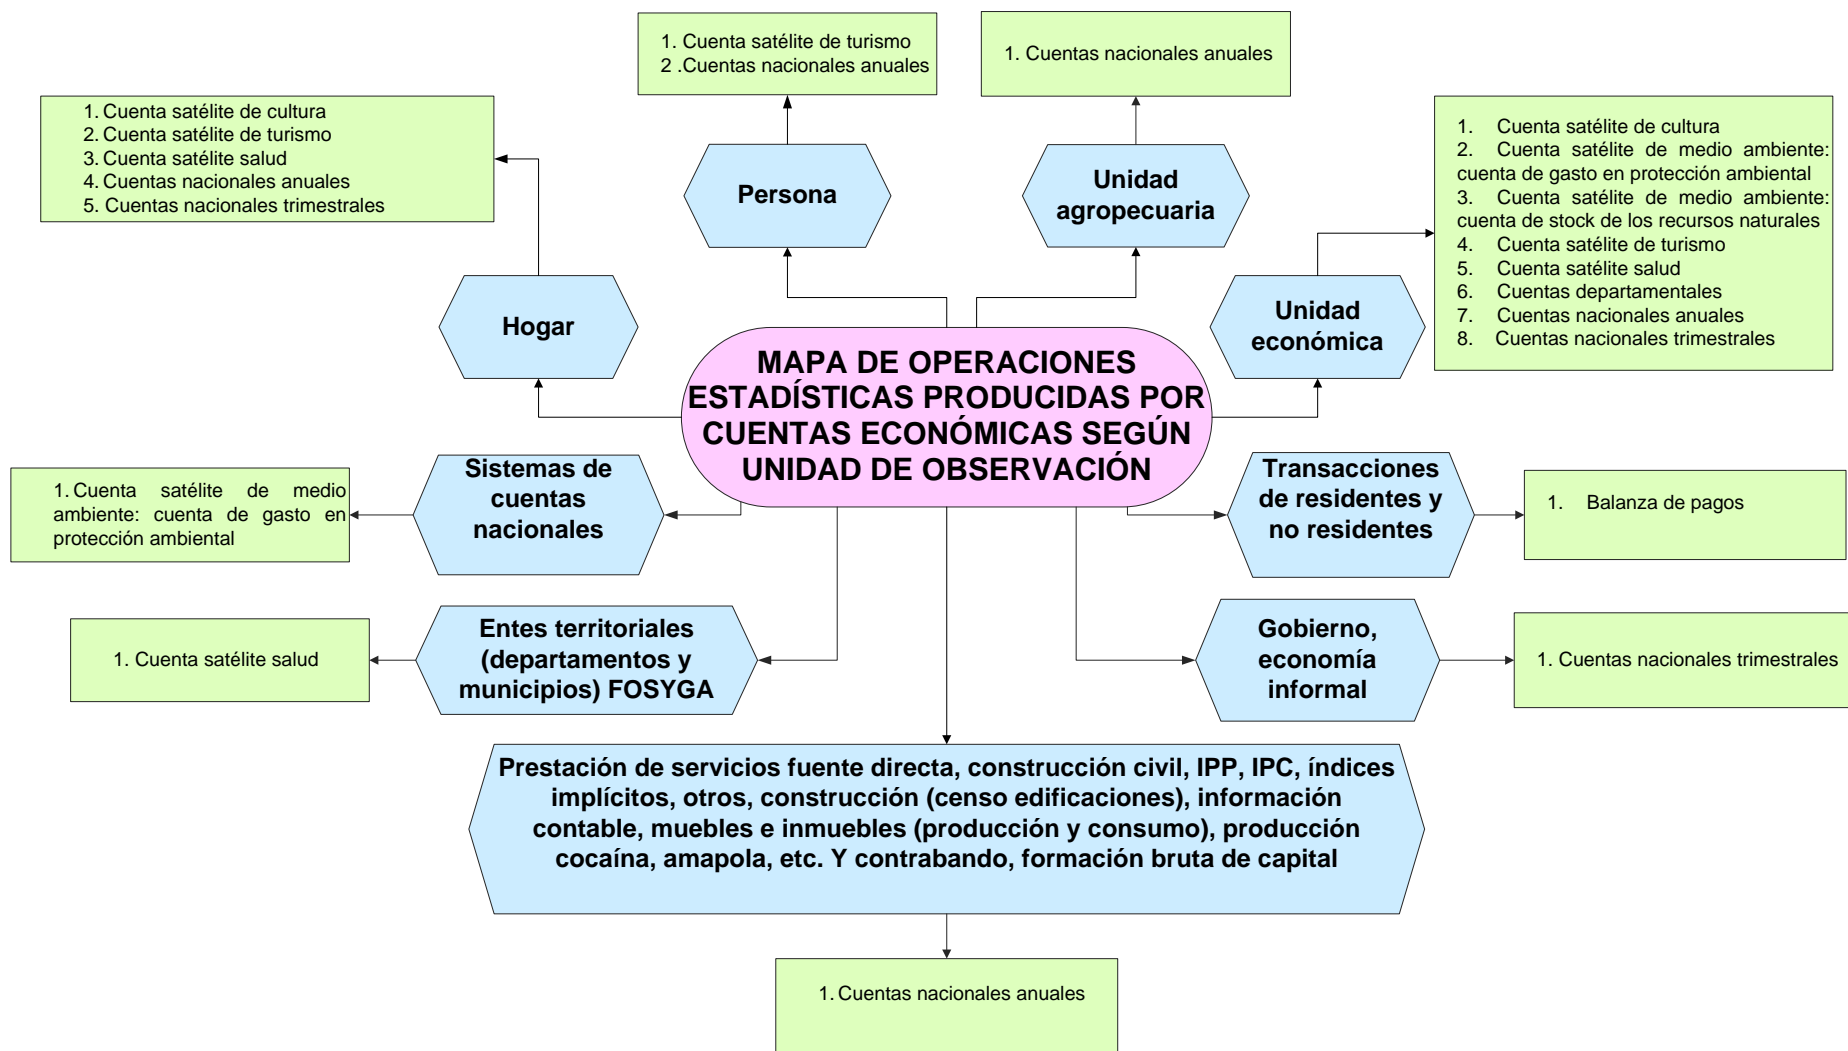 1. Cuenta satélite de turismo
2 .Cuentas nacionales anuales
1. Cuentas nacionales anuales
1. Cuenta satélite de cultura
2. Cuenta satélite de turismo
3. Cuenta satélite salud
4. Cuentas nacionales anuales
5. Cuentas nacionales trimestrales
1. Cuenta satélite de cultura
2. Cuenta satélite de medio ambiente:
cuenta de gasto en protección ambiental
3. Cuenta satélite de medio ambiente:
cuenta de stock de los recursos naturales
4. Cuenta satélite de turismo
5. Cuenta satélite salud
6. Cuentas departamentales
7. Cuentas nacionales anuales
8. Cuentas nacionales trimestrales
Persona
Unidad
agropecuaria
Hogar
Unidad
económica
MAPA DE OPERACIONES
ESTADÍSTICAS PRODUCIDAS POR
CUENTAS ECONÓMICAS SEGÚN
UNIDAD DE OBSERVACIÓN
Sistemas de
cuentas
nacionales
1. Cuenta satélite de medio
ambiente: cuenta de gasto en
protección ambiental
Transacciones
de residentes y
no residentes
1. Balanza de pagos
Entes territoriales
(departamentos y
municipios) FOSYGA
1. Cuenta satélite salud
Gobierno,
economía
informal
1. Cuentas nacionales trimestrales
Prestación de servicios fuente directa, construcción civil, IPP, IPC, índices
implícitos, otros, construcción (censo edificaciones), información
contable, muebles e inmuebles (producción y consumo), producción
cocaína, amapola, etc. Y contrabando, formación bruta de capital
1. Cuentas nacionales anuales